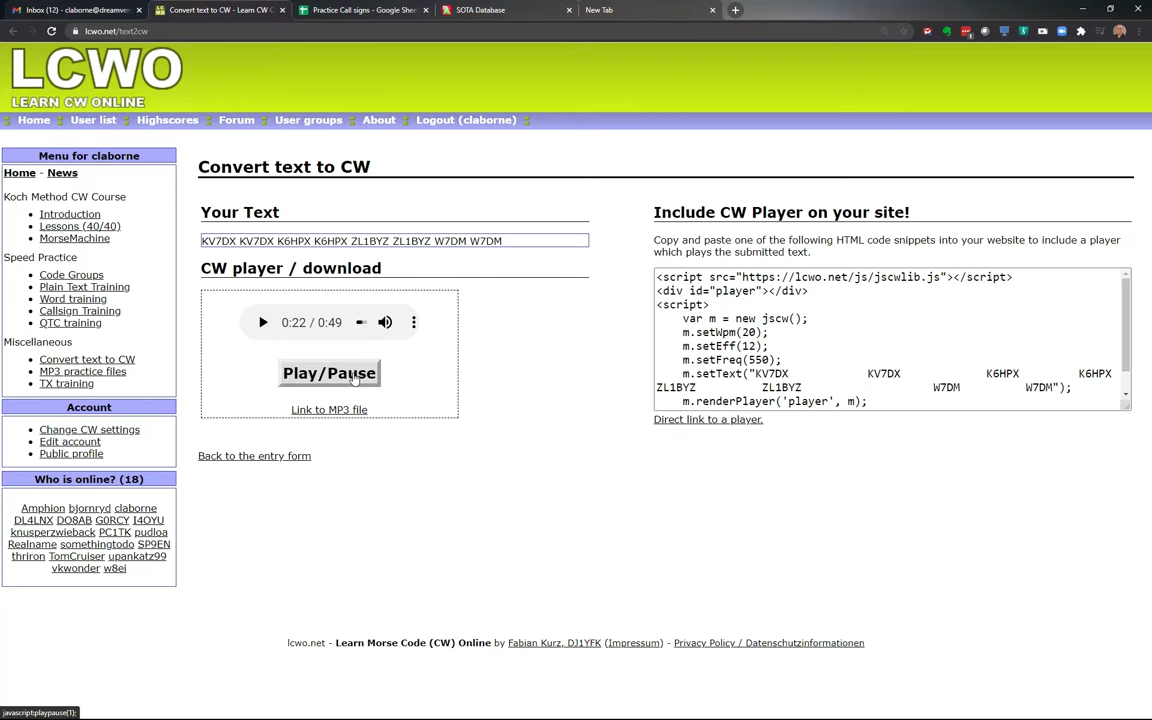 Inbox (12) - claborne@dreamver
Convert text to CW - Learn CW C
Practice Call signs - Google Shee
SOTA Database
New Tab
lcwo.net/text2cw
LCWO
LEARN CW ONLINE
Home User list Highscores Forum User groups About Logout (claborne)
Menu for claborne
Home - News
Koch Method CW Course
Introduction
Lessons (40/40)
MorseMachine
Speed Practice
Code Groups
Plain Text Training
Word training
Callsign Training
QTC training
Miscellaneous
Convert text to CW
MP3 practice files
TX training
Account
Change CW settings
Edit account
Public profile
Who is online? (18)
Amphion bjornryd claborne
DL4LNX DO8AB G0RCY I4OYU
knusperzwieback PC1TK pudloa
Realname somethingtodo SP9EN
thriron TomCruiser upankatz99
vkwonder w8ei
Convert text to CW
Your Text
KV7DX KV7DX K6HPX K6HPX ZL1BYZ ZL1BYZ W7DM W7DM
CW player / download
0:22 / 0:49
Play/Pause
Link to MP3 file
Back to the entry form
Include CW Player on your site!
Copy and paste one of the following HTML code snippets into your website to include a player
which plays the submitted text.
<script src="https://lcwo.net/js/jscwlib.js"></script>
<div id="player"></div>
<script>
var m = new jscw();
m.setWpm(20);
m.setEff(12);
m.setFreq(550);
m.setText("KV7DX KV7DX K6HPX K6HPX
ZL1BYZ ZL1BYZ W7DM W7DM");
m.renderPlayer('player', m);
Direct link to a player.
lcwo.net - Learn Morse Code (CW) Online by Fabian Kurz, DJ1YFK (Impressum) - Privacy Policy / Datenschutzinformationen
javascript:playpause(1);